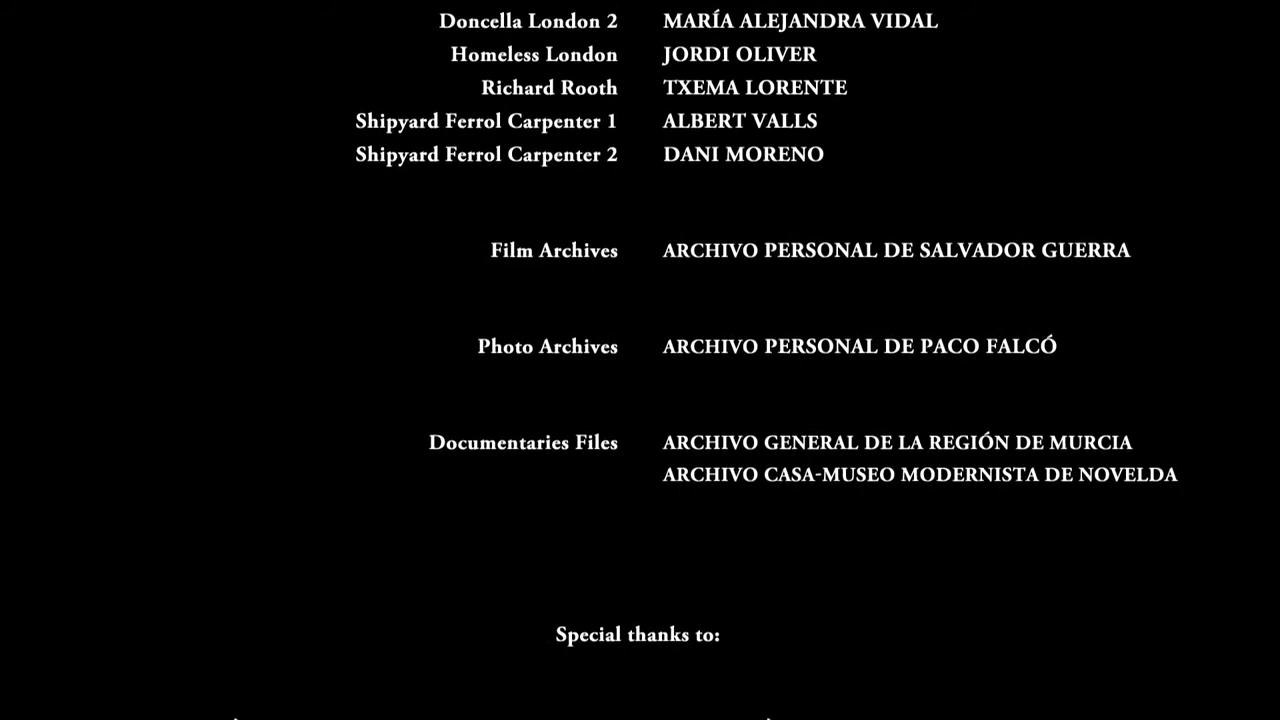 Doncella London 2 MARÍA ALEJANDRA VIDAL
Homeless London JORDI OLIVER
Richard Rooth TXEMA LORENTE
Shipyard Ferrol Carpenter 1 ALBERT VALLS
Shipyard Ferrol Carpenter 2 DANI MORENO
Film Archives ARCHIVO PERSONAL DE SALVADOR GUERRA
Photo Archives ARCHIVO PERSONAL DE PACO FALCÓ
Documentaries Files ARCHIVO GENERAL DE LA REGIÓN DE MURCIA
ARCHIVO CASA-MUSEO MODERNISTA DE NOVELDA
Special thanks to: